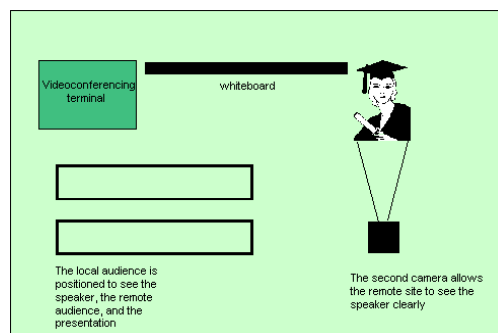 Videoconferencing
terminal
whiteboard
The local audience is
positioned to see the
speaker, the remote
audience, and the
presentation
The second camera allows
the remote site to see the
speaker clearly